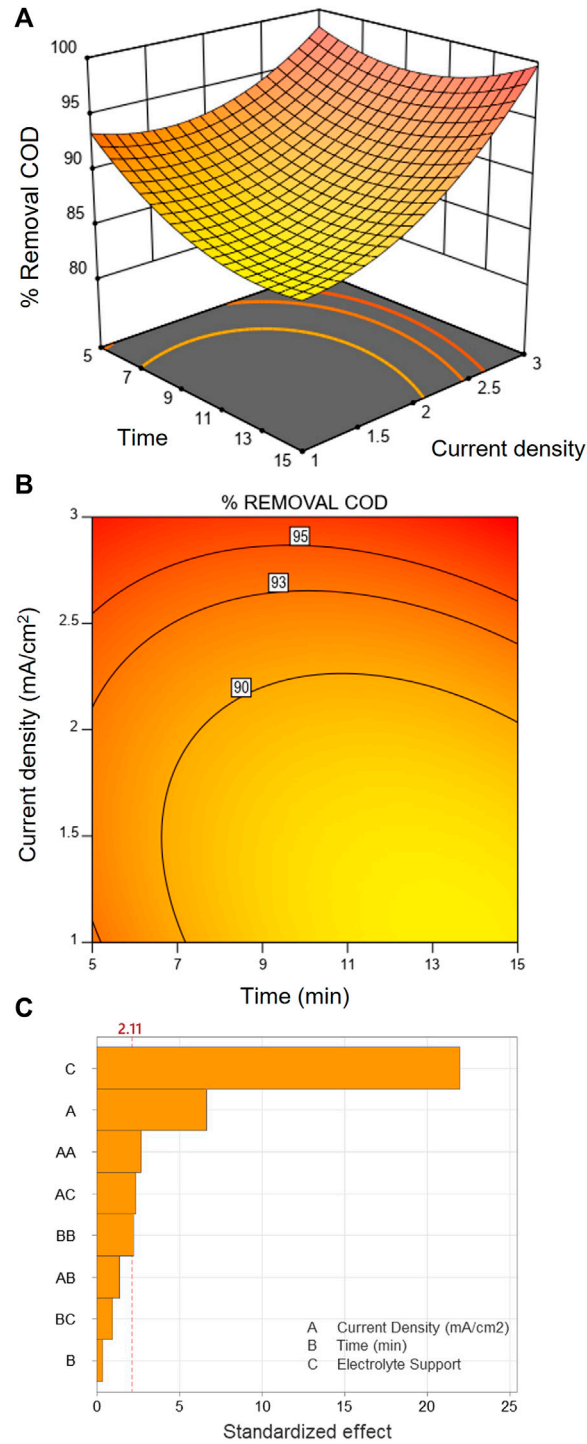 A
100
95
90
85
80
% Removal COD
5
7
9
11
13
15
Time
1
1.5
2
2.5
3
Current density
B
% REMOVAL COD
3
2.5
2
1.5
1
Current density (mA/cm²)
95
93
90
5
7
9
11
13
15
Time (min)
C
2.11
C
A
AA
AC
BB
AB
BC
B
A Current Density (mA/cm2)
B Time (min)
C Electrolyte Support
0
5
10
15
20
25
Standardized effect